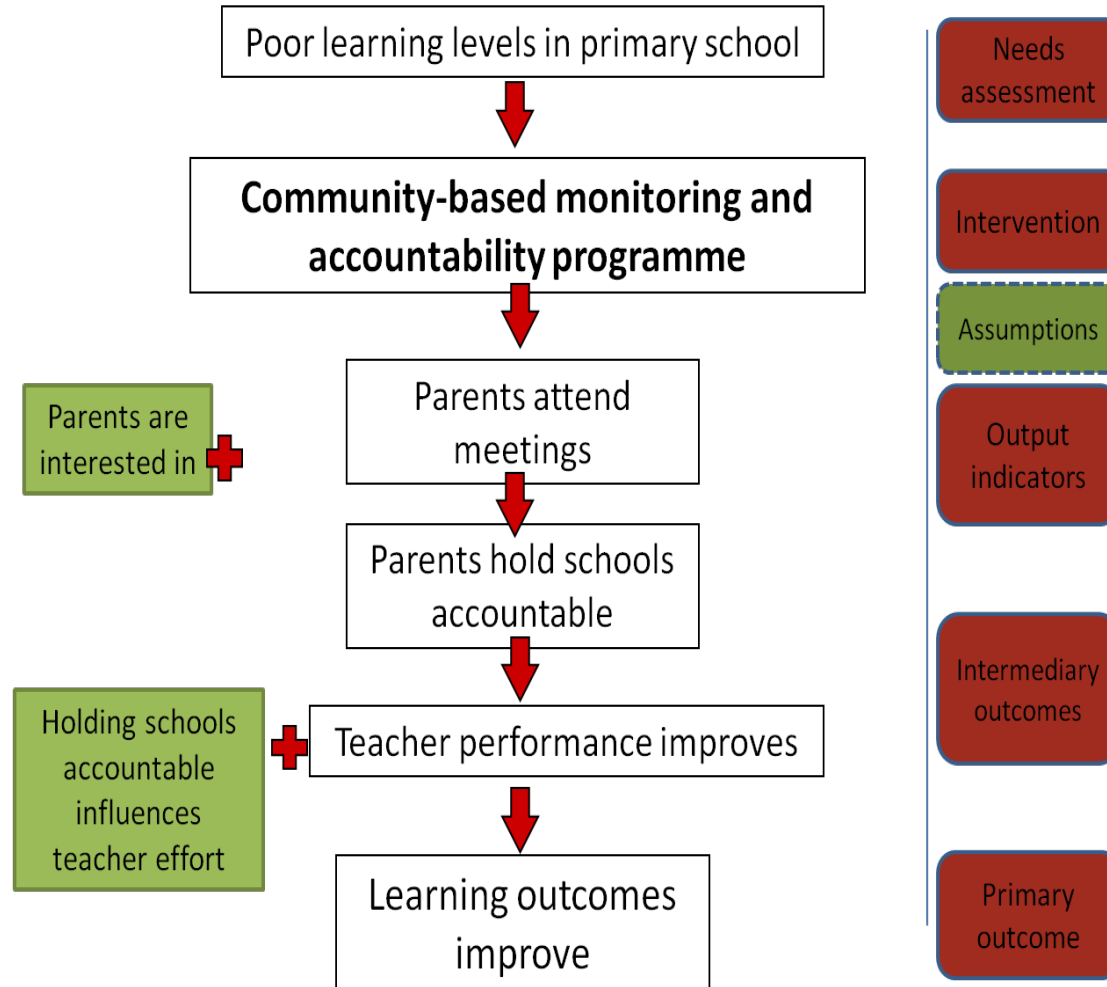 Poor learning levels in primary school
Community-based monitoring and
accountability programme
Parents attend
meetings
Parents are
interested in
Parents hold schools
accountable
Holding schools
accountable
influences
teacher effort
Teacher performance improves
Learning outcomes
improve
Needs
assessment
Intervention
Assumptions
Output
indicators
Intermediary
outcomes
Primary
outcome